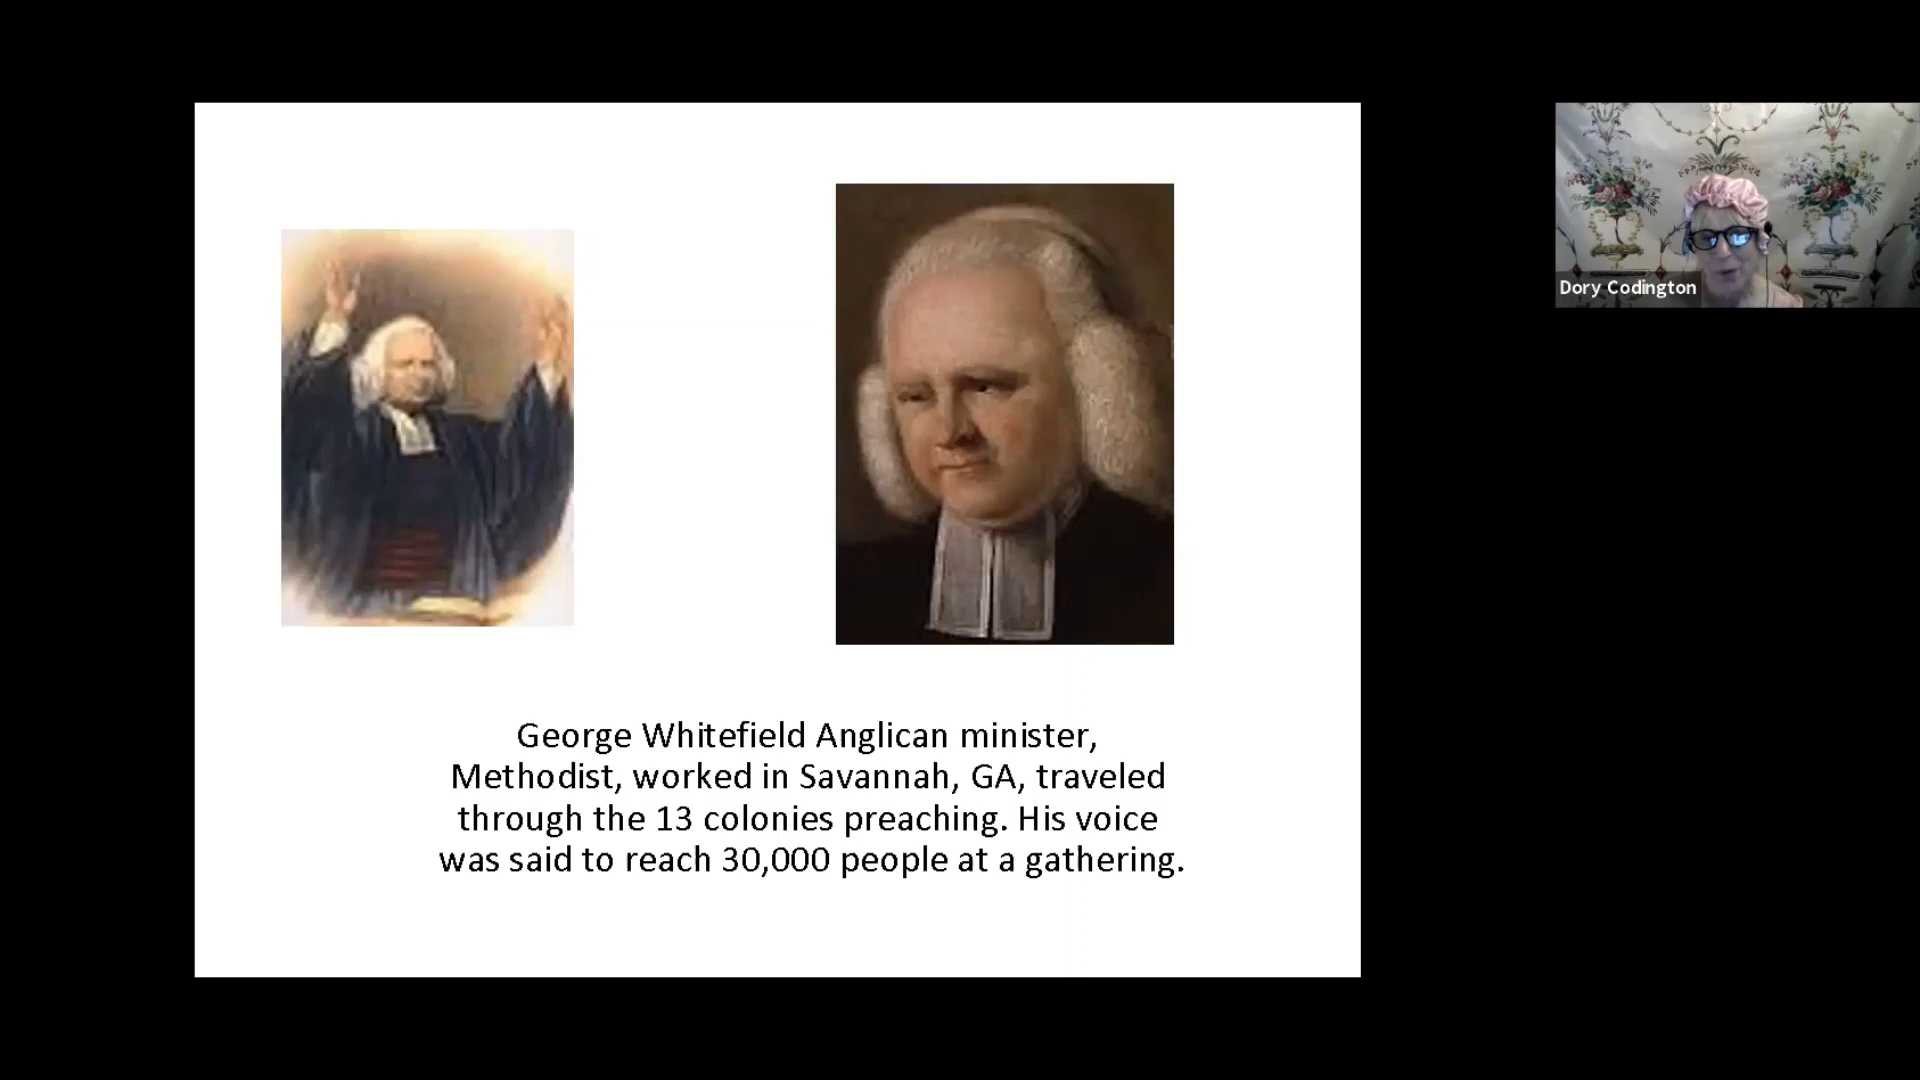 George Whitefield Anglican minister,
Methodist, worked in Savannah, GA, traveled
through the 13 colonies preaching. His voice
was said to reach 30,000 people at a gathering.
Dory Codington